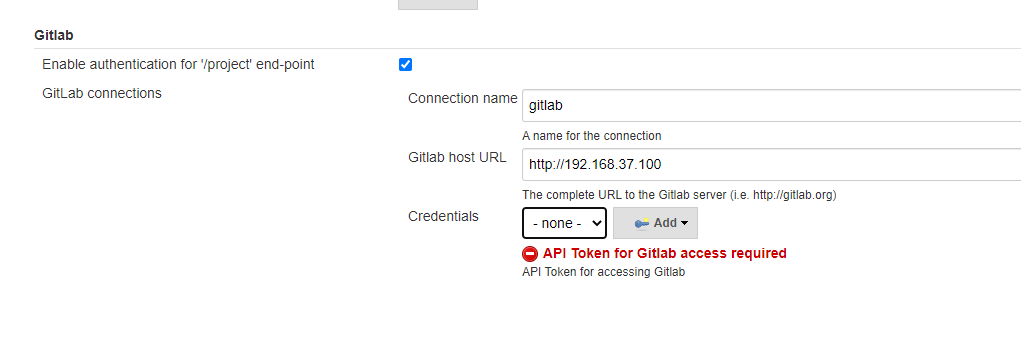 Gitlab
Enable authentication for '/project' end-point
GitLab connections
Connection name
gitlab
A name for the connection
Gitlab host URL
http://192.168.37.100
The complete URL to the Gitlab server (i.e. http://gitlab.org)
Credentials
- none -
Add
API Token for Gitlab access required
API Token for accessing Gitlab